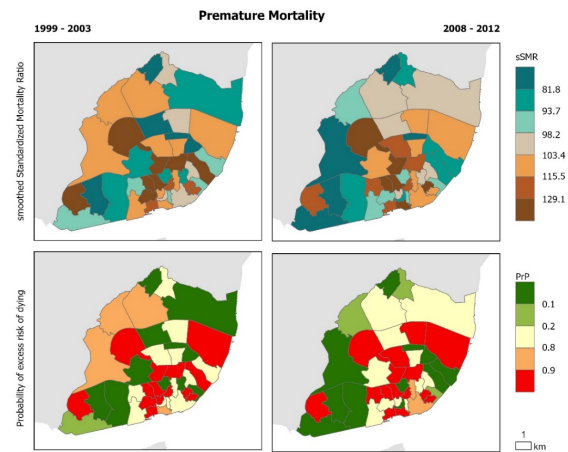 Premature Mortality
1999 - 2003
2008 - 2012
smoothed Standardized Mortality Ratio
sSMR
81.8
93.7
98.2
103.4
115.5
129.1
Probability of excess risk of dying
PrP
0.1
0.2
0.8
0.9
1
km